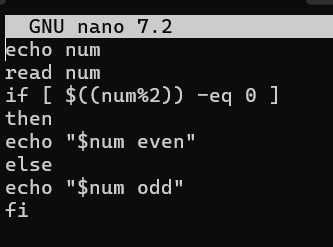 GNU nano 7.2
echo num
read num
if [ $((num%2)) -eq 0 ]
then
echo "$num even"
else
echo "$num odd"
fi